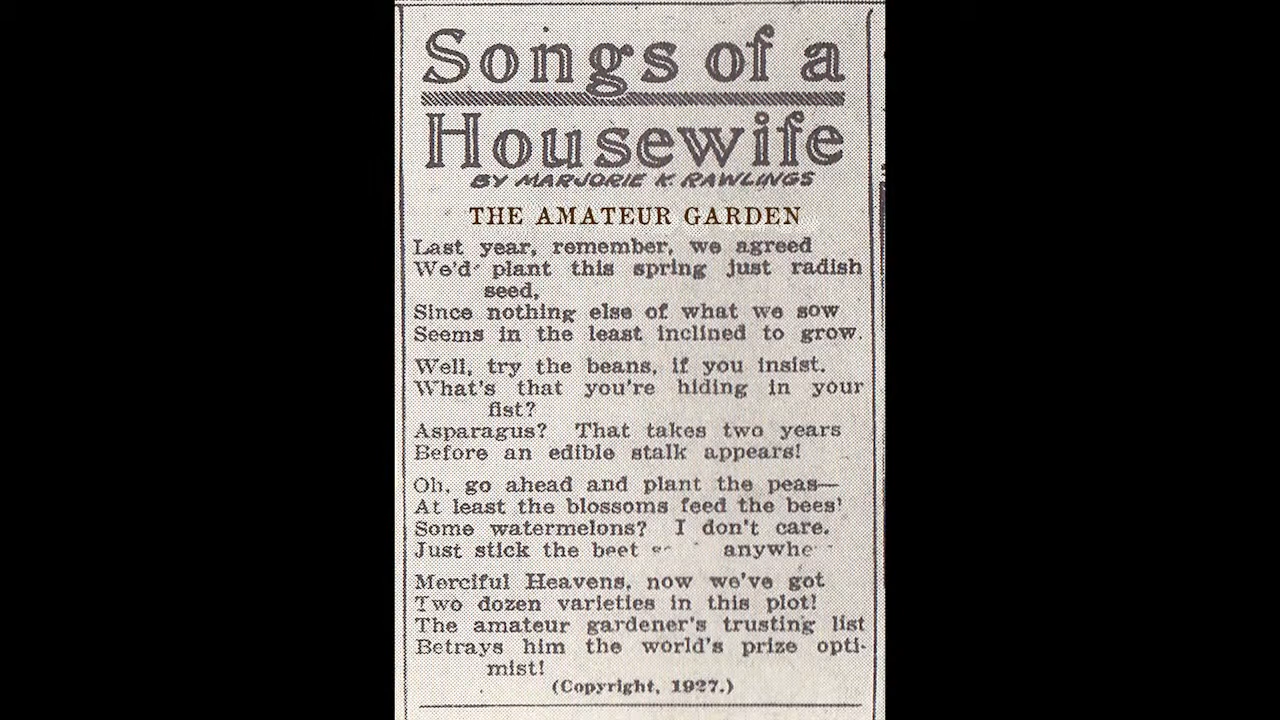 Songs of a
Housewife
BY MARJORIE K. RAWLINGS
THE AMATEUR GARDEN
Last year, remember, we agreed
We'd plant this spring just radish
seed,
Since nothing else of what we sow
Seems in the least inclined to grow.
Well, try the beans, if you insist.
What's that you're hiding in your
fist?
Asparagus? That takes two years
Before an edible stalk appears!
Oh, go ahead and plant the peas—
At least the blossoms feed the bees!
Some watermelons? I don't care.
Just stick the beet
Merciful Heavens, now we've got
Two dozen varieties in this plot!
The amateur gardener's trusting list
Betrays him the world's prize opti-
mist!
(Copyright, 1927.)